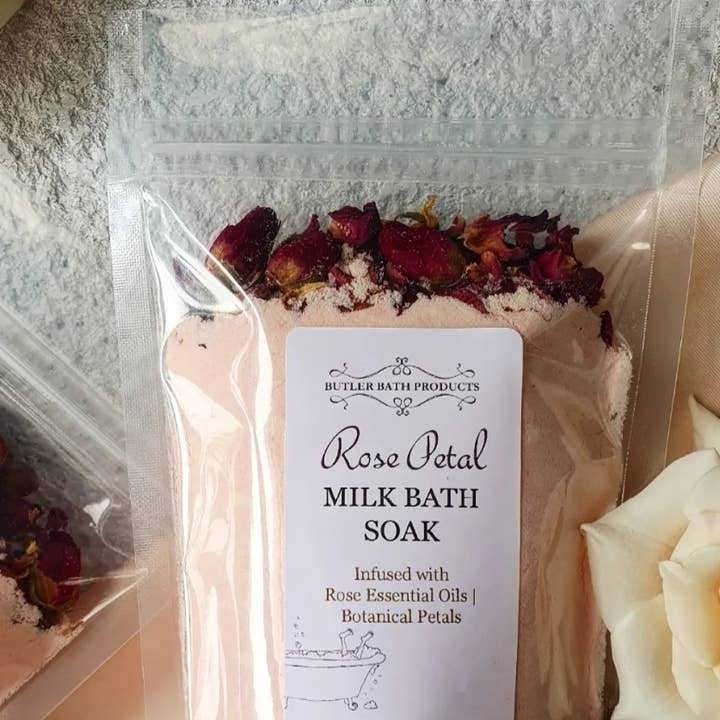 BUTLER BATH PRODUCTS
Rose Petal
MILK BATH
SOAK
Infused with
Rose Essential Oils |
Botanical Petals